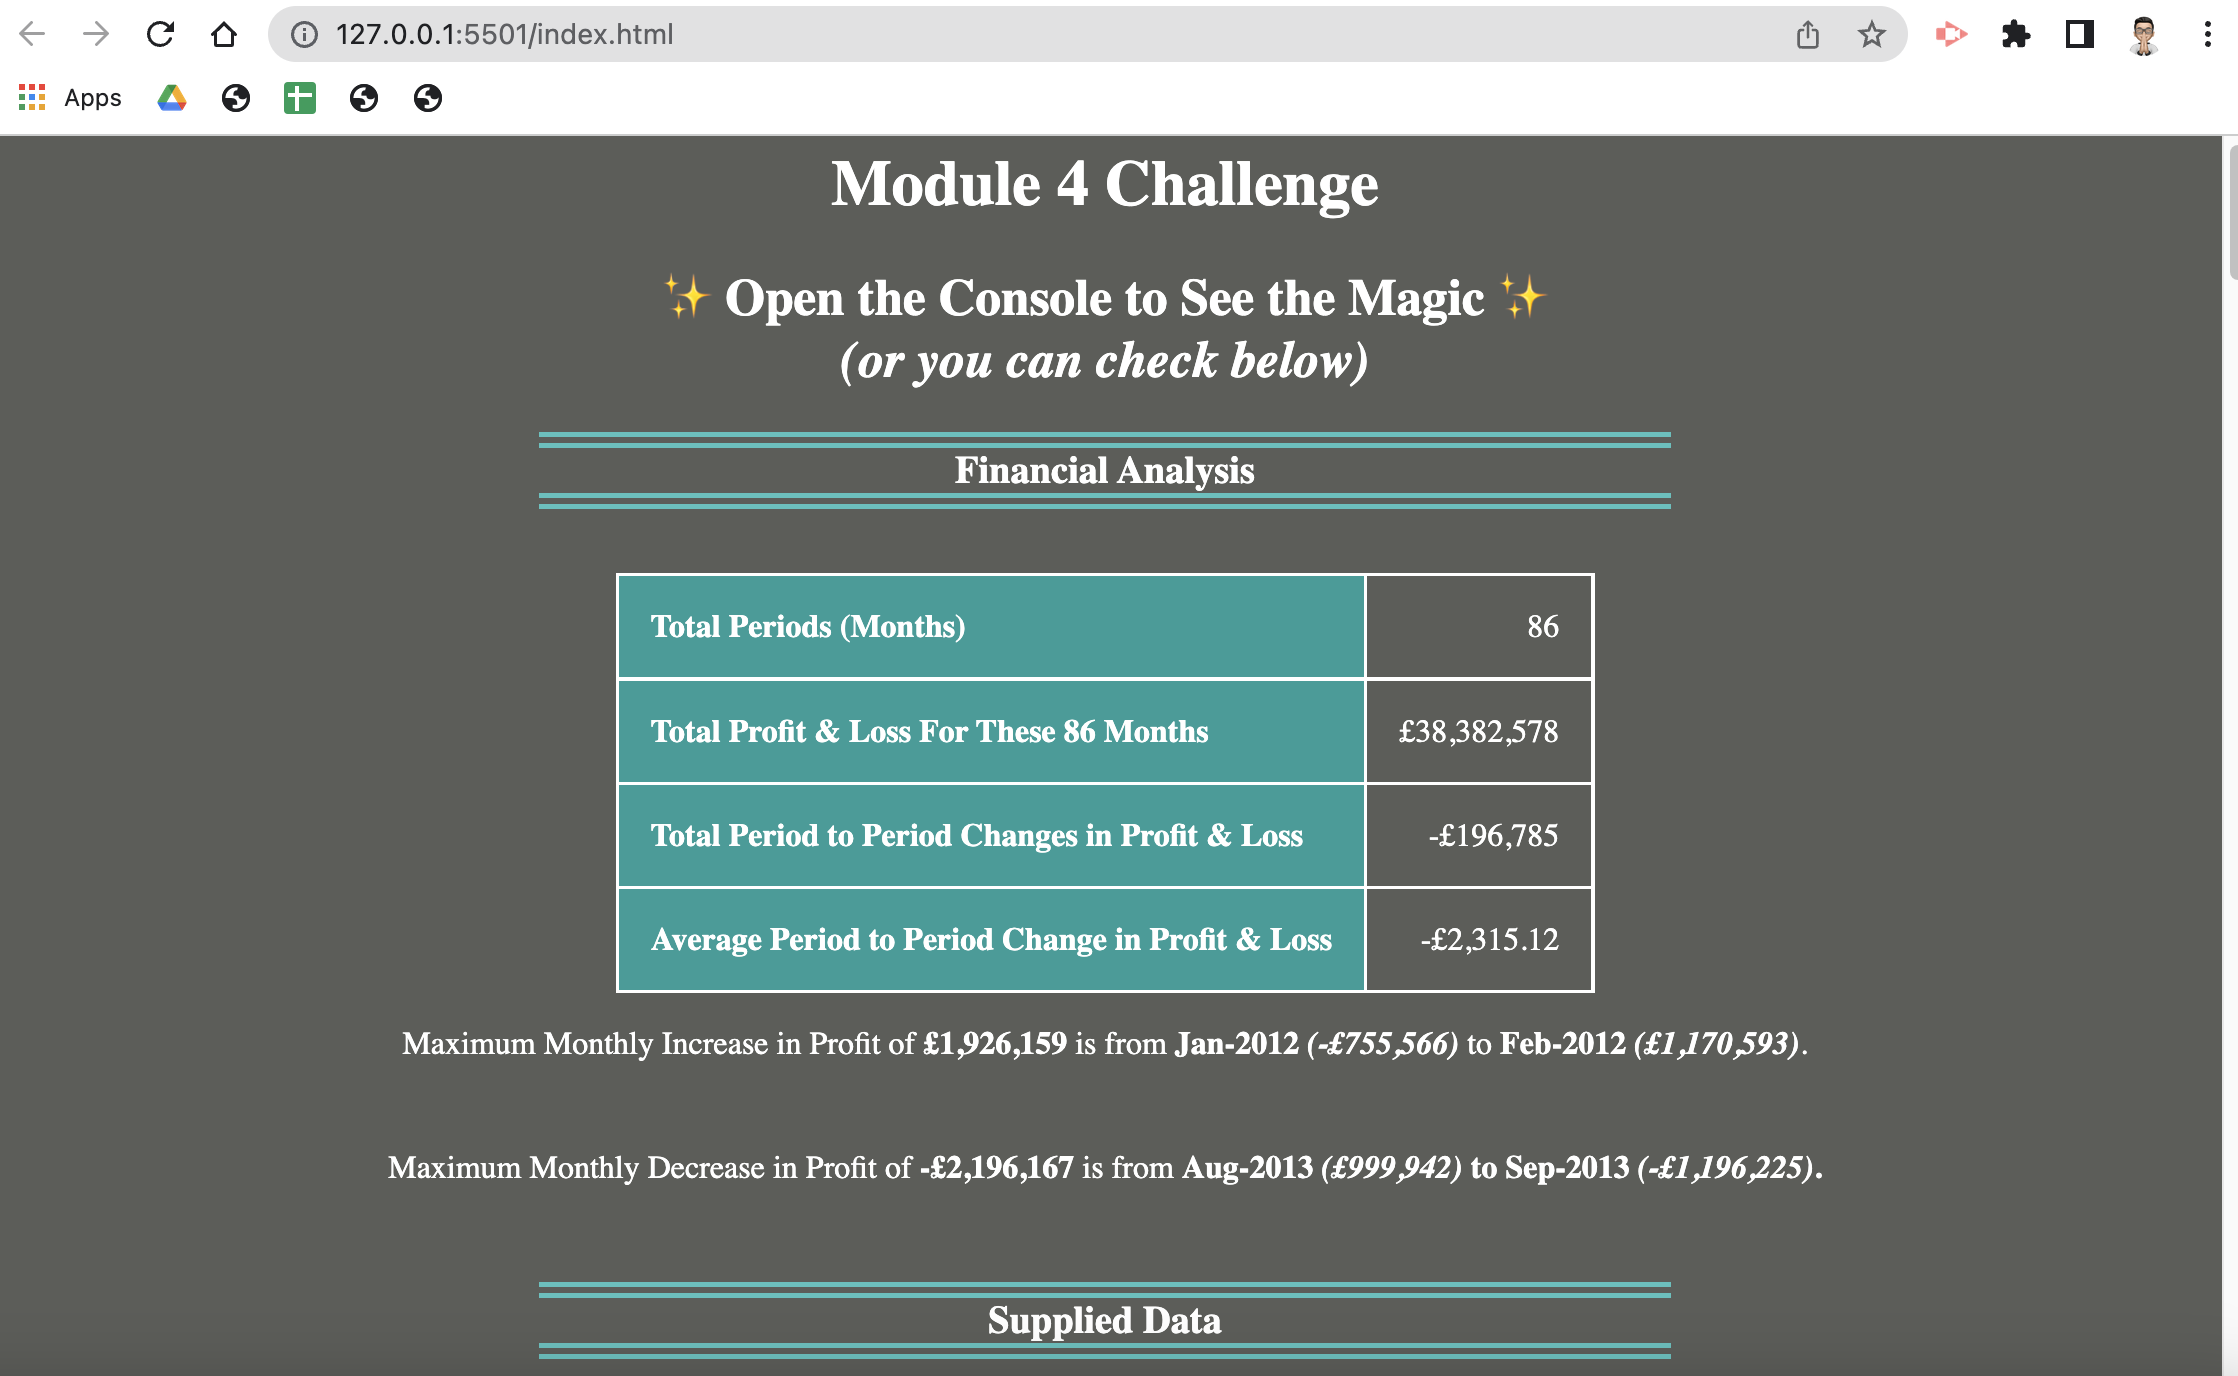 127.0.0.1:5501/index.html
Apps
Module 4 Challenge
✨ Open the Console to See the Magic ✨
(or you can check below)
Financial Analysis
Total Periods (Months) 86
Total Profit & Loss For These 86 Months £38,382,578
Total Period to Period Changes in Profit & Loss -£196,785
Average Period to Period Change in Profit & Loss -£2,315.12
Maximum Monthly Increase in Profit of £1,926,159 is from Jan-2012 (-£755,566) to Feb-2012 (£1,170,593).
Maximum Monthly Decrease in Profit of -£2,196,167 is from Aug-2013 (£999,942) to Sep-2013 (-£1,196,225).
Supplied Data